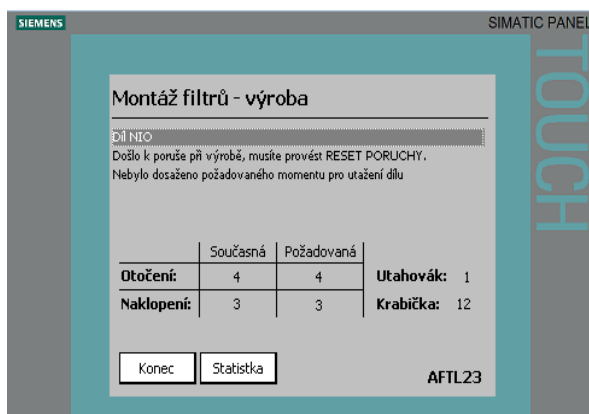 SIEMENS
SIMATIC PANEL
TOUCH
Montáž filtrů - výroba
Díl NIO
Došlo k poruše při výrobě, musíte provést RESET PORUCHY.
Nebylo dosaženo požadovaného momentu pro utažení dílu
Současná Požadovaná
Otočení: 4 4 Utahovák: 1
Naklopení: 3 3 Krabička: 12
Konec Statistika
AFTL23